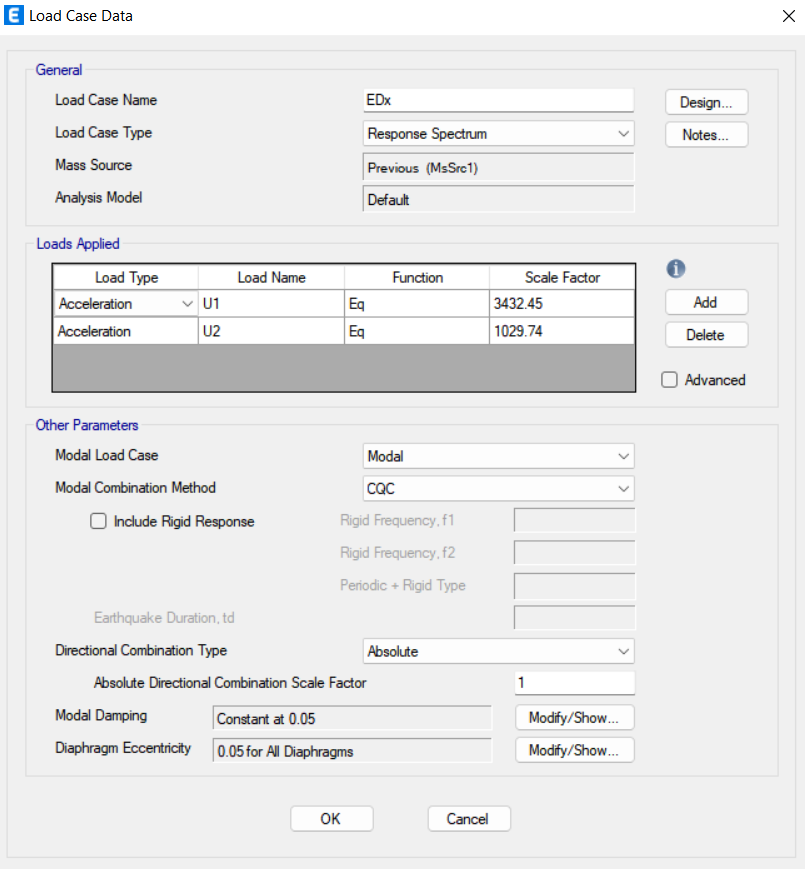 E Load Case Data
General
Load Case Name EDx Design...
Load Case Type Response Spectrum Notes...
Mass Source Previous (MsSrc1)
Analysis Model Default
Loads Applied
Load Type Load Name Function Scale Factor
Acceleration U1 Eq 3432.45 Add
Acceleration U2 Eq 1029.74 Delete
Advanced
Other Parameters
Modal Load Case Modal
Modal Combination Method CQC
Include Rigid Response Rigid Frequency, f1
Rigid Frequency, f2
Periodic + Rigid Type
Earthquake Duration, td
Directional Combination Type Absolute
Absolute Directional Combination Scale Factor 1
Modal Damping Constant at 0.05 Modify/Show...
Diaphragm Eccentricity 0.05 for All Diaphragms Modify/Show...
OK Cancel